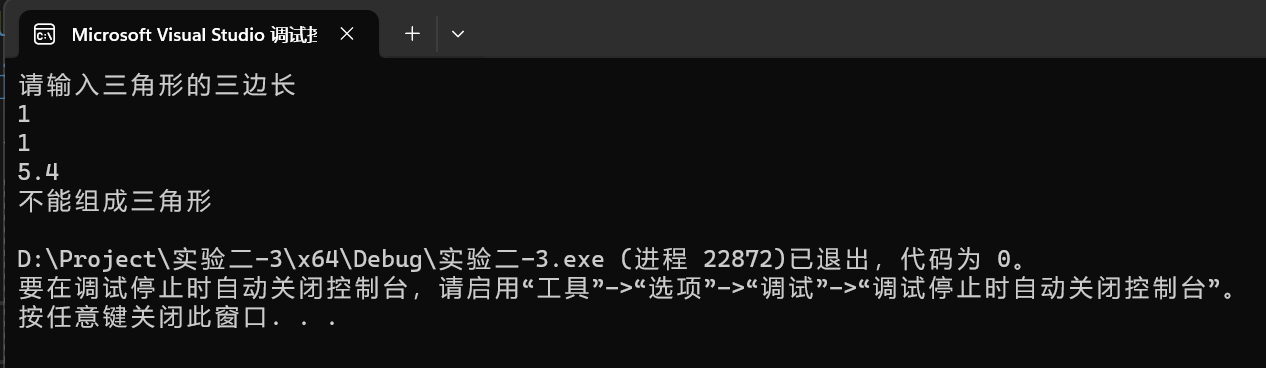 Microsoft Visual Studio 调试
请输入三角形的三边长
1
1
5.4
不能组成三角形
D:\Project\实验二-3\x64\Debug\实验二-3.exe (进程 22872)已退出，代码为 0。
要在调试停止时自动关闭控制台，请启用“工具”->“选项”->“调试”->“调试停止时自动关闭控制台”。
按任意键关闭此窗口. . .